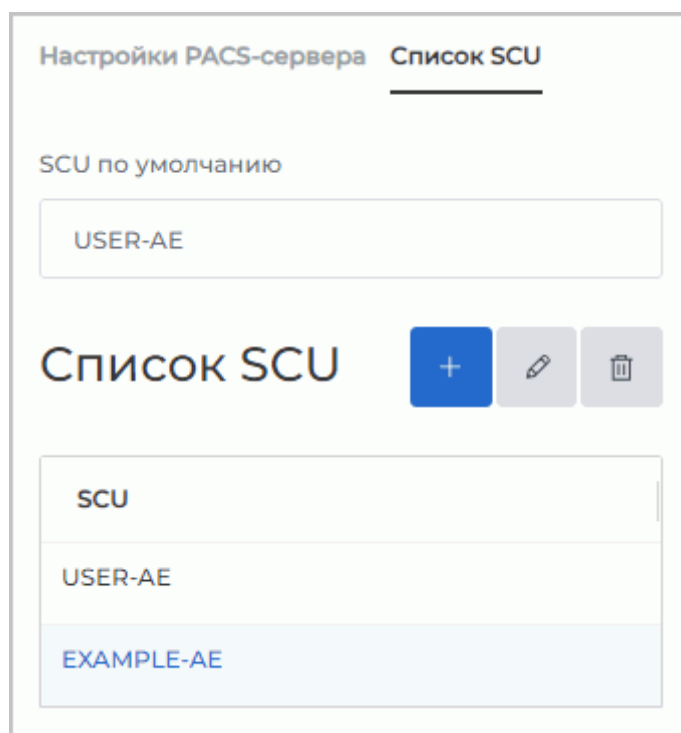 Настройки PACS-сервера Список SCU
SCU по умолчанию
USER-AE
Список SCU
SCU
USER-AE
EXAMPLE-AE